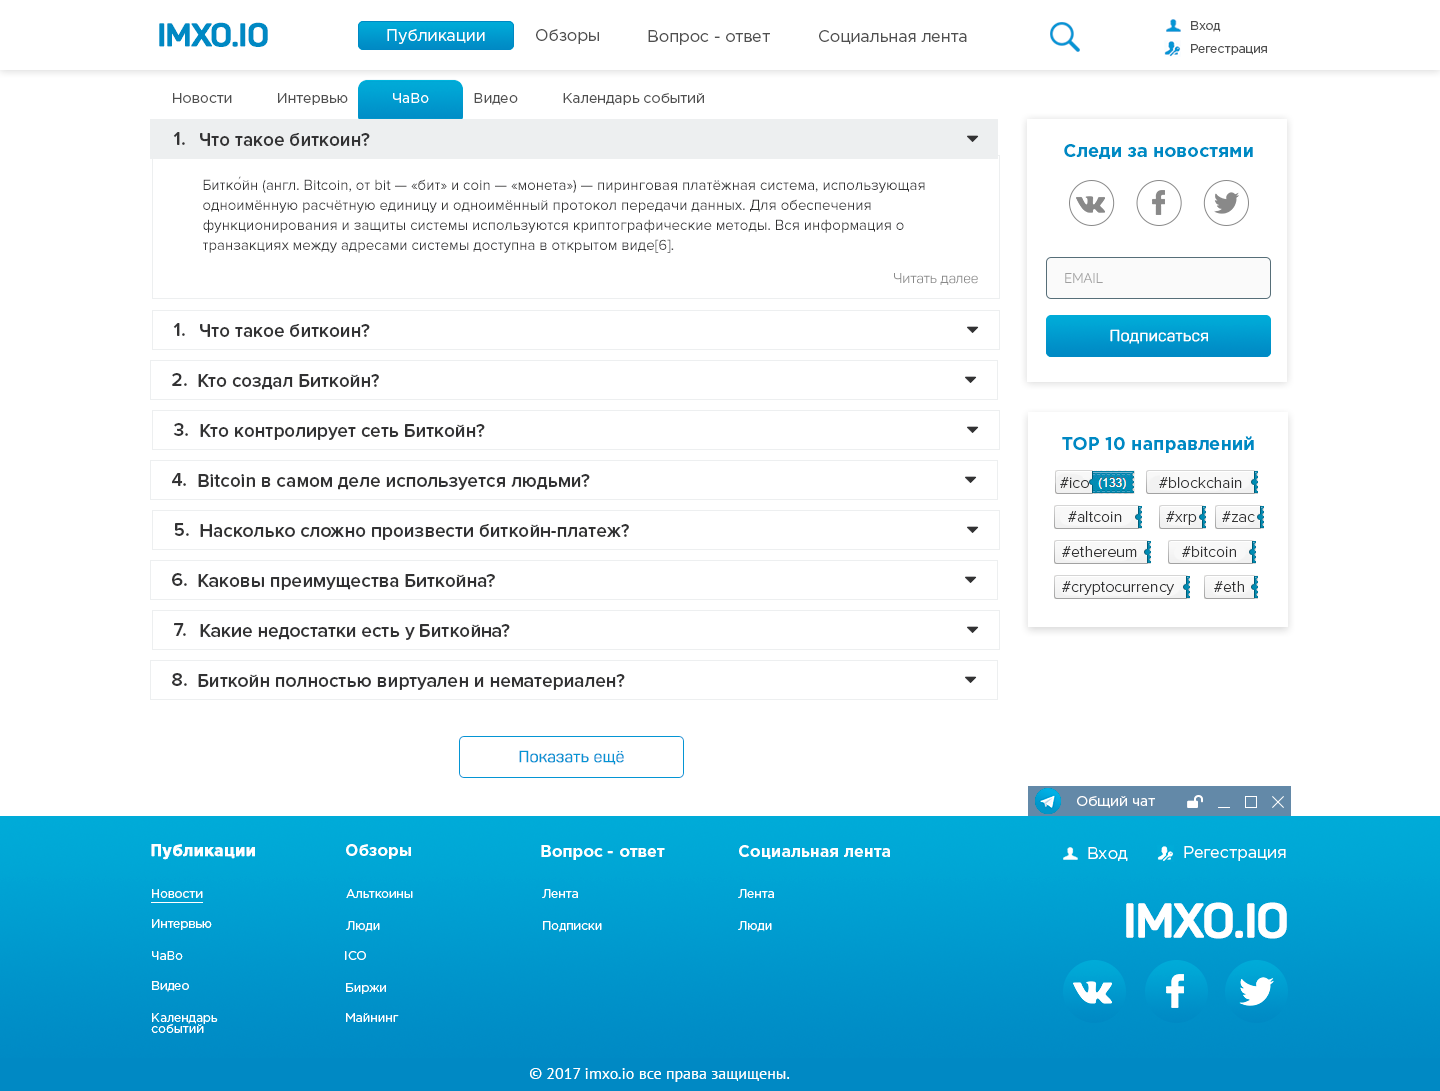 IMXO.IO
Публикации
Обзоры
Вопрос - ответ
Социальная лента
Вход
Регестрация
Новости
Интервью
ЧаВо
Видео
Календарь событий
1. Что такое биткоин?
Битко́йн (англ. Bitcoin, от bit — «бит» и coin — «монета») — пиринговая платёжная система, использующая
одноимённую расчётную единицу и одноимённый протокол передачи данных. Для обеспечения
функционирования и защиты системы используются криптографические методы. Вся информация о
транзакциях между адресами системы доступна в открытом виде[6].
Читать далее
1. Что такое биткоин?
2. Кто создал Биткойн?
3. Кто контролирует сеть Биткойн?
4. Bitcoin в самом деле используется людьми?
5. Насколько сложно произвести биткойн-платеж?
6. Каковы преимущества Биткойна?
7. Какие недостатки есть у Биткойна?
8. Биткойн полностью виртуален и нематериален?
Показать ещё
Следи за новостями
EMAIL
Подписаться
TOP 10 направлений
#ico (133) #blockchain
#altcoin #xrp #zac
#ethereum #bitcoin
#cryptocurrency #eth
Общий чат
Публикации
Новости
Интервью
ЧаВо
Видео
Календарь
событий
Обзоры
Альткоины
Люди
ICO
Биржи
Майнинг
Вопрос - ответ
Лента
Подписки
Социальная лента
Лента
Люди
Вход
Регестрация
IMXO.IO
© 2017 imxo.io все права защищены.